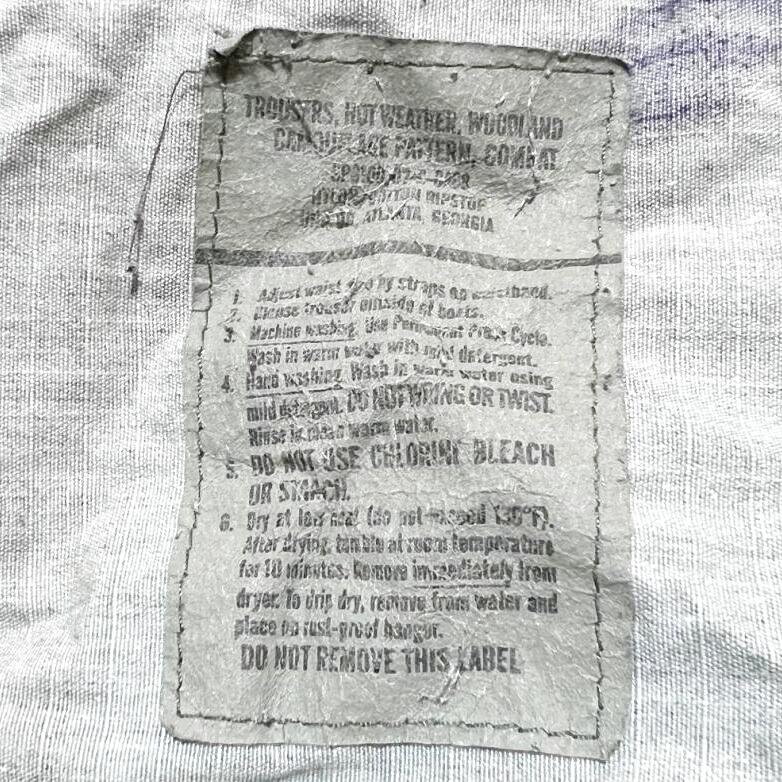 TROUSERS, HOT WEATHER, WOODLAND
CAMOUFLAGE PATTERN, COMBAT
NYLON/COTTON RIPSTOP
ATLANTA, GEORGIA
1. Adjust waist size by straps on waistband.
2. Blouse trouser outside of boots.
3. Machine washing. Use Permanent Press Cycle.
Wash in warm water with mild detergent.
4. Hand washing. Wash in warm water using
mild detergent. DO NOT WRING OR TWIST.
Rinse in clean warm water.
5. DO NOT USE CHLORINE BLEACH
OR STARCH.
6. Dry at low heat (do not exceed 130°F).
After drying, tumble at room temperature
for 10 minutes. Remove immediately from
dryer. To drip dry, remove from water and
place on rust-proof hanger.
DO NOT REMOVE THIS LABEL